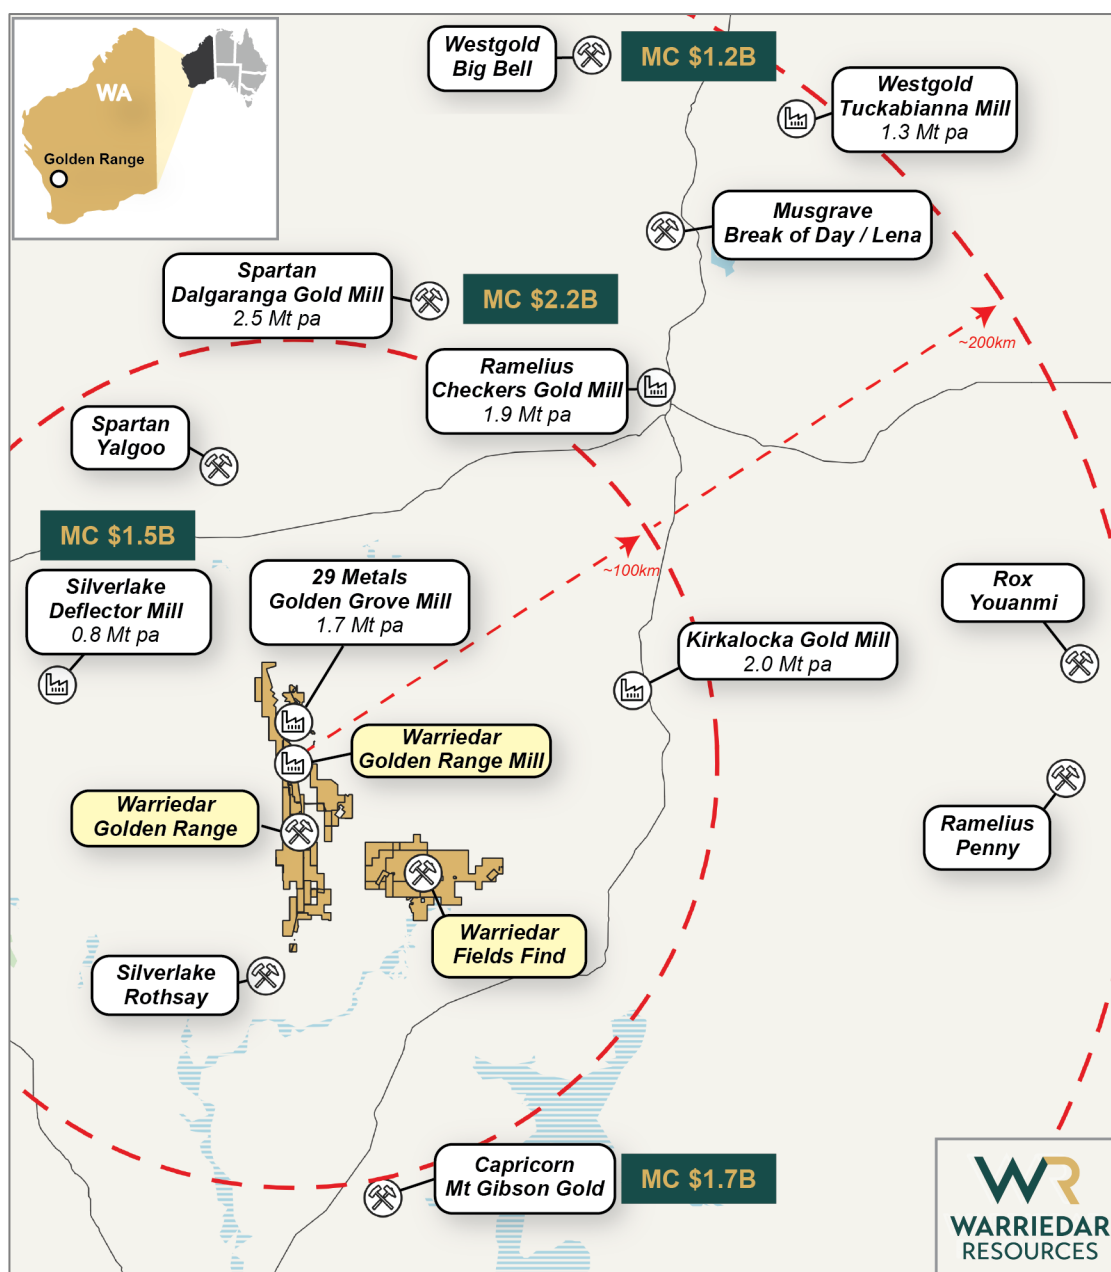 WA
Golden Range
Westgold
Big Bell
MC $1.2B
Westgold
Tuckabianna Mill
1.3 Mt pa
Musgrave
Break of Day / Lena
Spartan
Dalgaranga Gold Mill
2.5 Mt pa
MC $2.2B
~200km
Ramelius
Checkers Gold Mill
1.9 Mt pa
Spartan
Yalgoo
MC $1.5B
Silverlake
Deflector Mill
0.8 Mt pa
29 Metals
Golden Grove Mill
1.7 Mt pa
~100km
Rox
Youanmi
Kirkalocka Gold Mill
2.0 Mt pa
Warriedar
Golden Range Mill
Warriedar
Golden Range
Ramelius
Penny
Warriedar
Fields Find
Silverlake
Rothsay
Capricorn
Mt Gibson Gold
MC $1.7B
WR
WARRIEDAR
RESOURCES